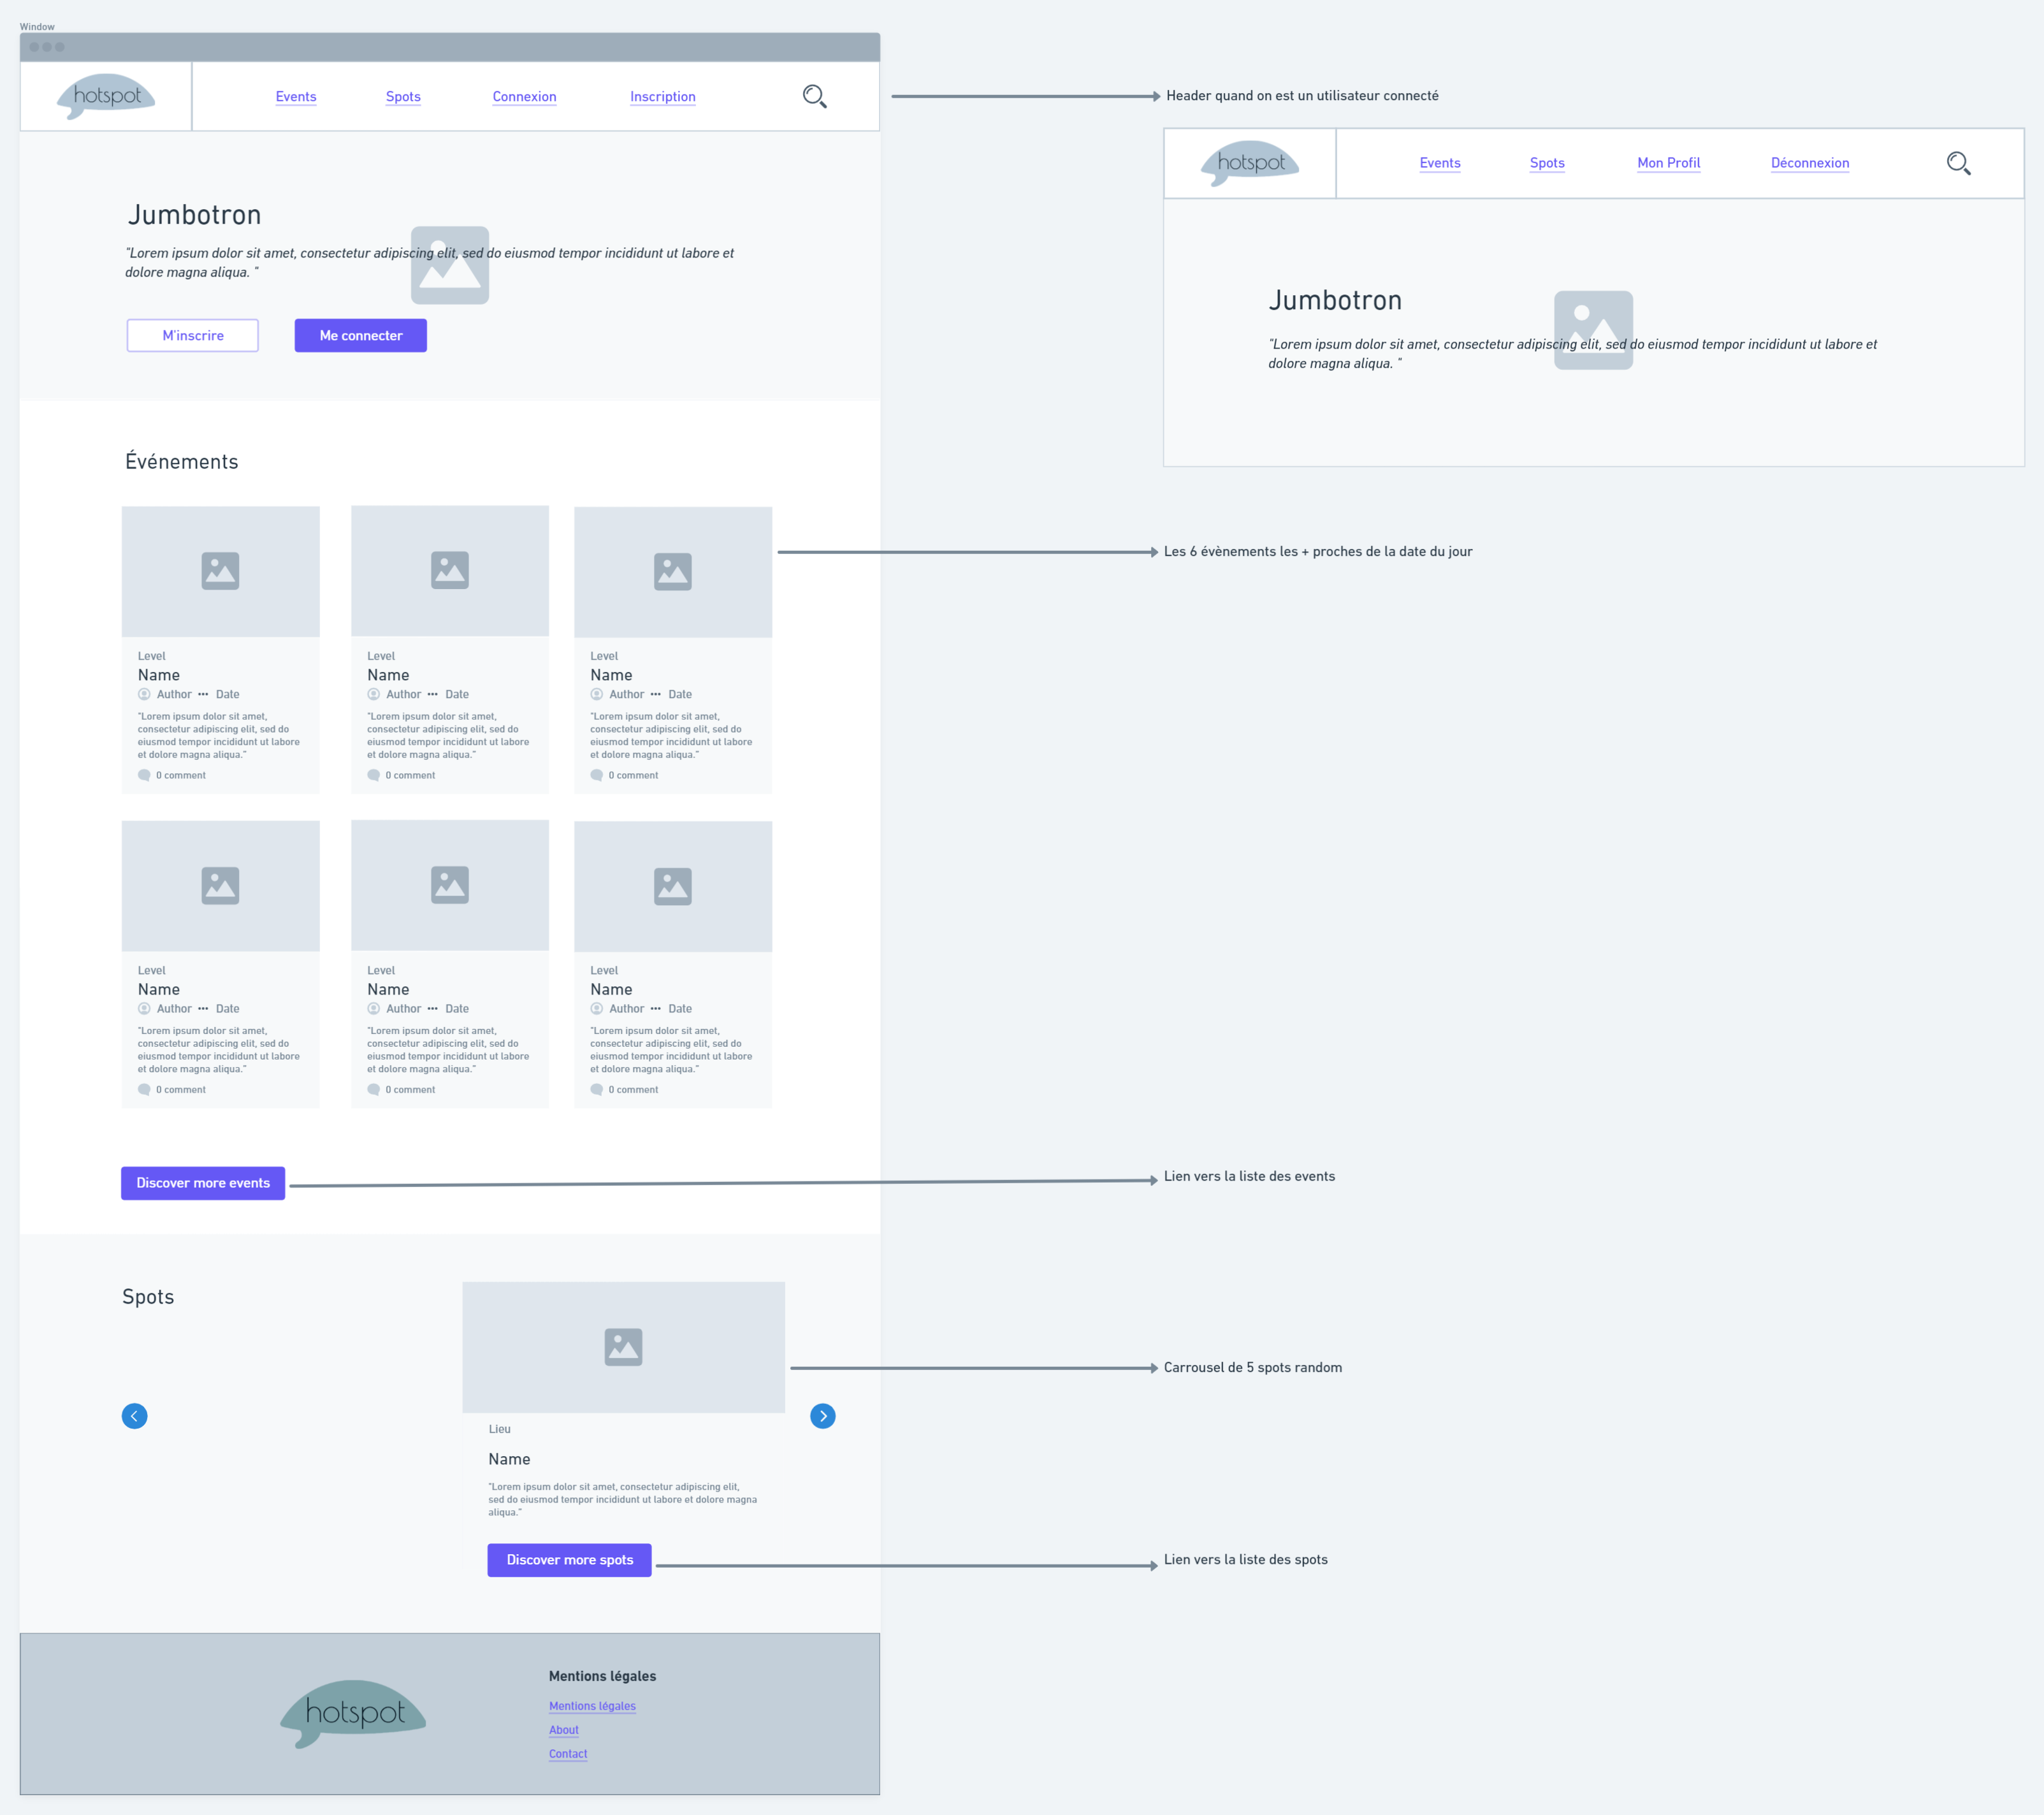 Window
hotspot
Events
Spots
Connexion
Inscription
Jumbotron
"Lorem ipsum dolor sit amet, consectetur adipiscing elit, sed do eiusmod tempor incididunt ut labore et
dolore magna aliqua. "
M'inscrire
Me connecter
Header quand on est un utilisateur connecté
hotspot
Events
Spots
Mon Profil
Déconnexion
Jumbotron
"Lorem ipsum dolor sit amet, consectetur adipiscing elit, sed do eiusmod tempor incididunt ut labore et
dolore magna aliqua. "
Événements
Les 6 évènements les + proches de la date du jour
Level
Name
Author ••• Date
"Lorem ipsum dolor sit amet,
consectetur adipiscing elit, sed do
eiusmod tempor incididunt ut labore
et dolore magna aliqua."
0 comment
Level
Name
Author ••• Date
"Lorem ipsum dolor sit amet,
consectetur adipiscing elit, sed do
eiusmod tempor incididunt ut labore
et dolore magna aliqua."
0 comment
Level
Name
Author ••• Date
"Lorem ipsum dolor sit amet,
consectetur adipiscing elit, sed do
eiusmod tempor incididunt ut labore
et dolore magna aliqua."
0 comment
Level
Name
Author ••• Date
"Lorem ipsum dolor sit amet,
consectetur adipiscing elit, sed do
eiusmod tempor incididunt ut labore
et dolore magna aliqua."
0 comment
Level
Name
Author ••• Date
"Lorem ipsum dolor sit amet,
consectetur adipiscing elit, sed do
eiusmod tempor incididunt ut labore
et dolore magna aliqua."
0 comment
Level
Name
Author ••• Date
"Lorem ipsum dolor sit amet,
consectetur adipiscing elit, sed do
eiusmod tempor incididunt ut labore
et dolore magna aliqua."
0 comment
Discover more events
Lien vers la liste des events
Spots
Carrousel de 5 spots random
Lieu
Name
"Lorem ipsum dolor sit amet, consectetur adipiscing elit,
sed do eiusmod tempor incididunt ut labore et dolore magna
aliqua."
Discover more spots
Lien vers la liste des spots
hotspot
Mentions légales
Mentions légales
About
Contact